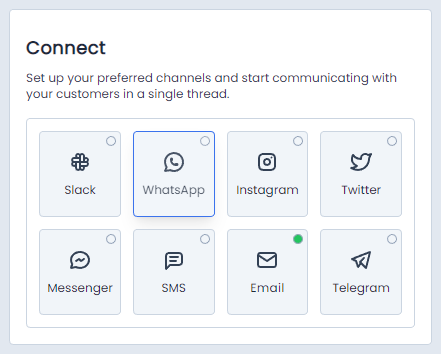 Connect
Set up your preferred channels and start communicating with
your customers in a single thread.
Slack WhatsApp Instagram Twitter
Messenger SMS Email Telegram